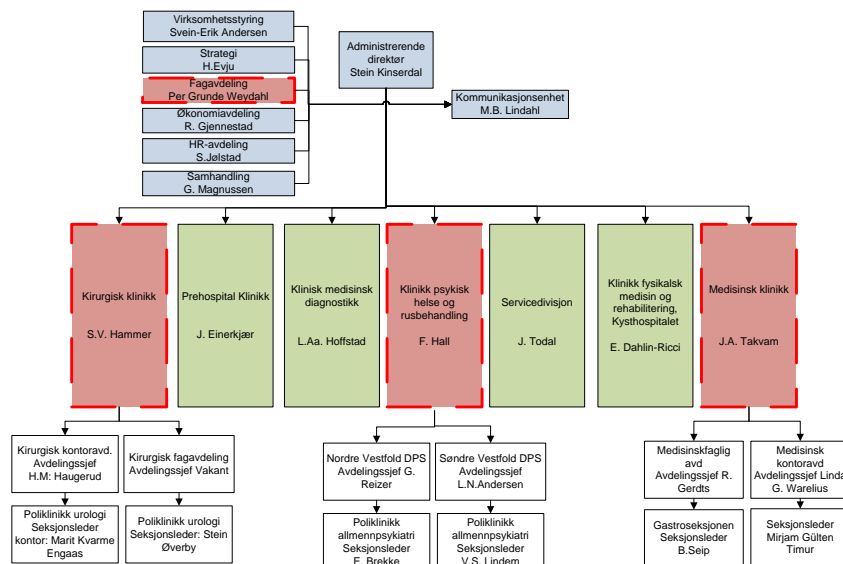 Virksomhetsstyring
Svein-Erik Andersen
Strategi
H.Evju
Fagavdeling
Per Grunde Weydahl
Økonomiavdeling
R. Gjennestad
HR-avdeling
S.Jølstad
Samhandling
G. Magnussen
Administrerende
direktør
Stein Kinserdal
Kommunikasjonsenhet
M.B. Lindahl
Kirurgisk klinikk
S.V. Hammer
Prehospital Klinikk
J. Einerkjær
Klinisk medisinsk
diagnostikk
L.Aa. Hoffstad
Klinikk psykisk
helse og
rusbehandling
F. Hall
Servicedivisjon
J. Todal
Klinikk fysikalsk
medisin og
rehabilitering,
Kysthospitalet
E. Dahlin-Ricci
Medisinsk klinikk
J.A. Takvam
Kirurgisk kontoravd.
Avdelingssjef
H.M: Haugerud
Kirurgisk fagavdeling
Avdelingssjef Vakant
Nordre Vestfold DPS
Avdelingssjef G.
Reizer
Søndre Vestfold DPS
Avdelingssjef
L.N.Andersen
Medisinskfaglig
avd
Avdelingssjef R.
Gerdts
Medisinsk
kontoravd
Avdelingssjef Linda
G. Warelius
Poliklinikk urologi
Seksjonsleder
kontor: Marit Kvarme
Engaas
Poliklinikk urologi
Seksjonsleder: Stein
Øverby
Poliklinikk
allmennpsykiatri
Seksjonsleder
E. Brekke
Poliklinikk
allmennpsykiatri
Seksjonsleder
V.S. Lindem
Gastroseksjonen
Seksjonsleder
B.Seip
Seksjonsleder
Mirjam Gülten
Timur